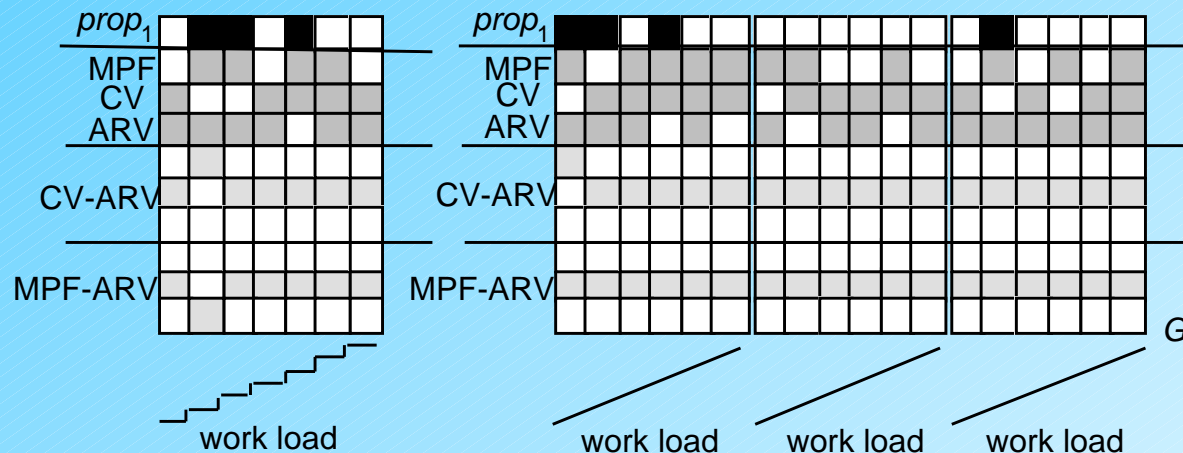 prop1 prop1
MPF MPF
CV CV
ARV ARV
CV-ARV CV-ARV
MPF-ARV MPF-ARV
G
work load work load work load work load